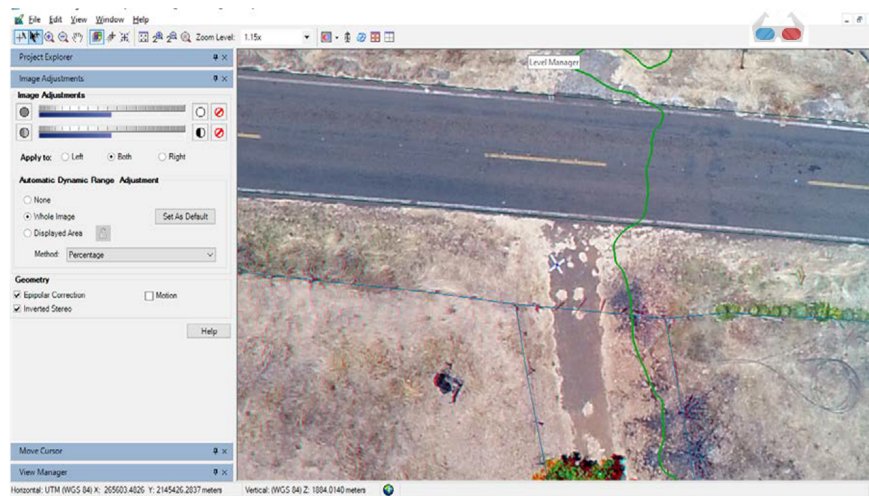 File Edit View Window Help
Zoom Level: 1.15x
Project Explorer
Image Adjustments
Image Adjustments
Apply to: Left Both Right
Automatic Dynamic Range Adjustment
None
Whole Image Set As Default
Displayed Area
Method: Percentage
Geometry
Epipolar Correction Motion
Inverted Stereo
Help
Move Cursor
View Manager
Level Manager
Horizontal: UTM (WGS 84) X: 265603.4826 Y: 2145426.2837 meters Vertical: (WGS 84) Z: 1884.0140 meters